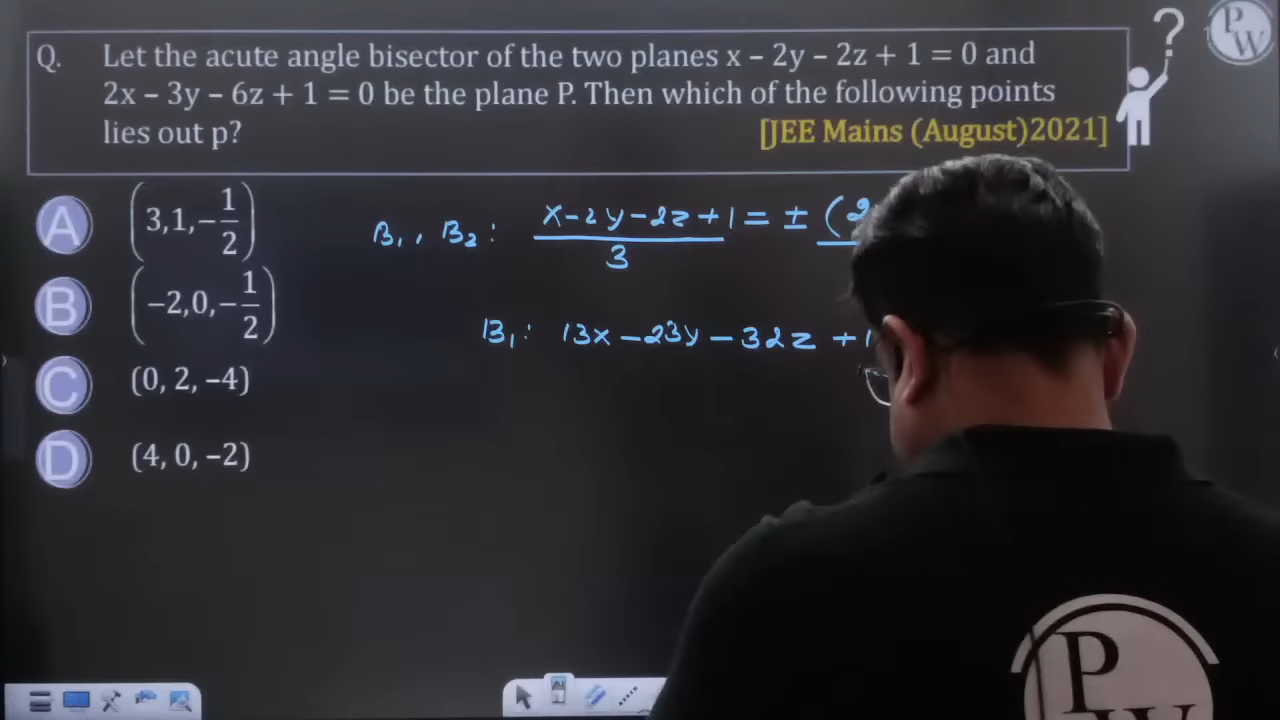 Q. Let the acute angle bisector of the two planes x – 2y – 2z + 1 = 0 and
2x – 3y – 6z + 1 = 0 be the plane P. Then which of the following points
lies out p?
[JEE Mains (August)2021]
?
P
W
A (3,1,–1/2)
B (–2,0,–1/2)
C (0, 2, –4)
D (4, 0, –2)
B₁, B₂: x-2y-2z+1/3 = ± (2
B₁: 13x – 23y – 32z +1
P
W